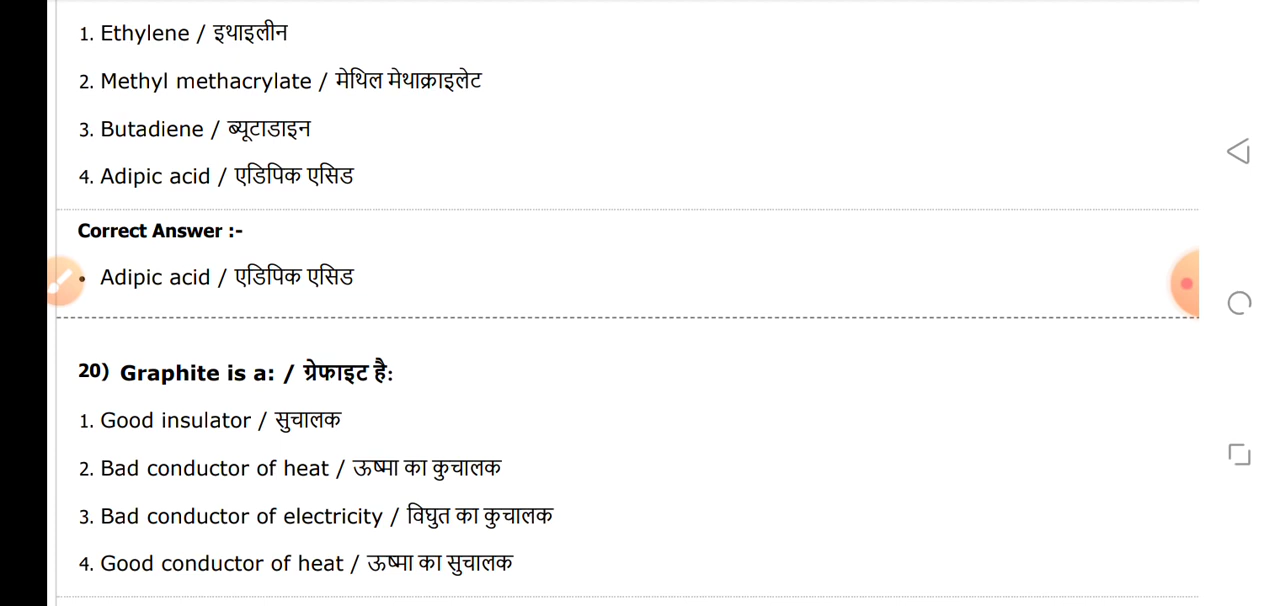 1. Ethylene / इथाइलीन
2. Methyl methacrylate / मेथिल मेथाक्राइलेट
3. Butadiene / ब्यूटाडाइन
4. Adipic acid / एडिपिक एसिड
Correct Answer :-
• Adipic acid / एडिपिक एसिड
20) Graphite is a: / ग्रेफाइट है:
1. Good insulator / सुचालक
2. Bad conductor of heat / ऊष्मा का कुचालक
3. Bad conductor of electricity / विघुत का कुचालक
4. Good conductor of heat / ऊष्मा का सुचालक